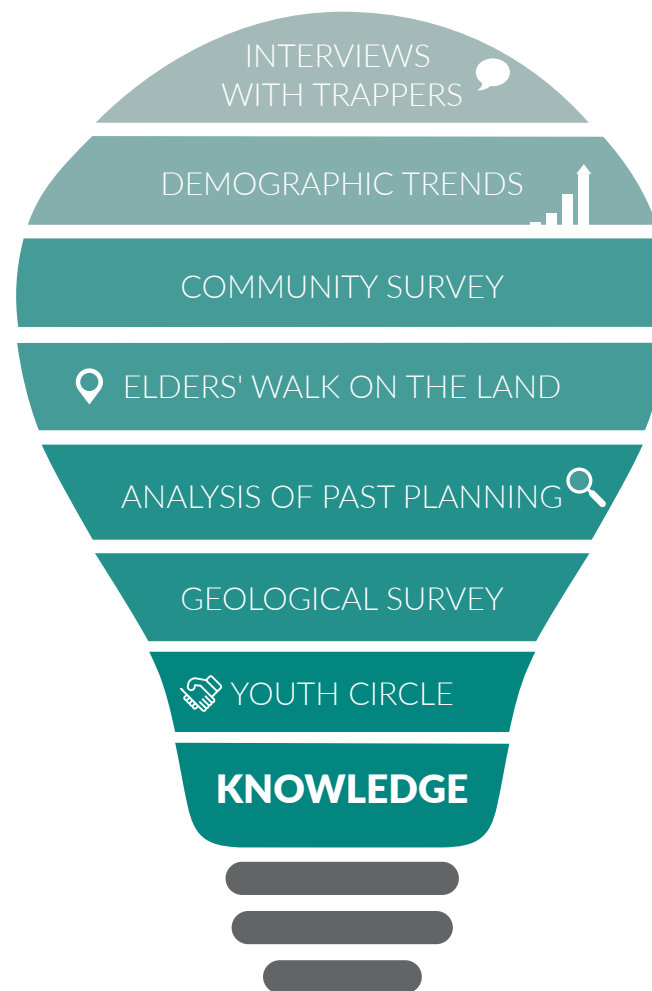 INTERVIEWS
WITH TRAPPERS
DEMOGRAPHIC TRENDS
COMMUNITY SURVEY
ELDERS' WALK ON THE LAND
ANALYSIS OF PAST PLANNING
GEOLOGICAL SURVEY
YOUTH CIRCLE
KNOWLEDGE